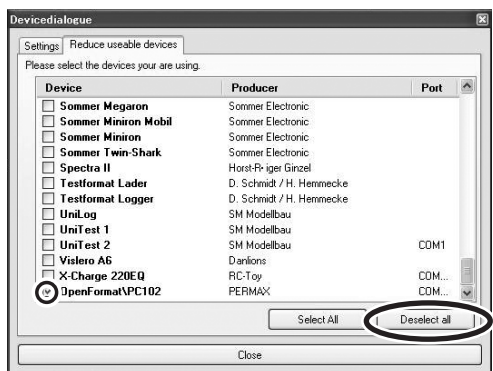 Devicedialogue
Settings Reduce useable devices
Please select the devices your are using.
Device Producer Port
Sommer Megaron Sommer Electronic
Sommer Miniron Mobil Sommer Electronic
Sommer Miniron Sommer Electronic
Sommer Twin-Shark Sommer Electronic
Spectra II Horst-R· iger Ginzel
Testformat Lader D. Schmidt / H. Hemmecke
Testformat Logger D. Schmidt / H. Hemmecke
UniLog SM Modellbau
UniTest 1 SM Modellbau
UniTest 2 SM Modellbau COM1
Vislero A6 Danlions
X-Charge 220EQ RC-Toy COM...
OpenFormat\PC102 PERMAX COM...
Select All Deselect all
Close